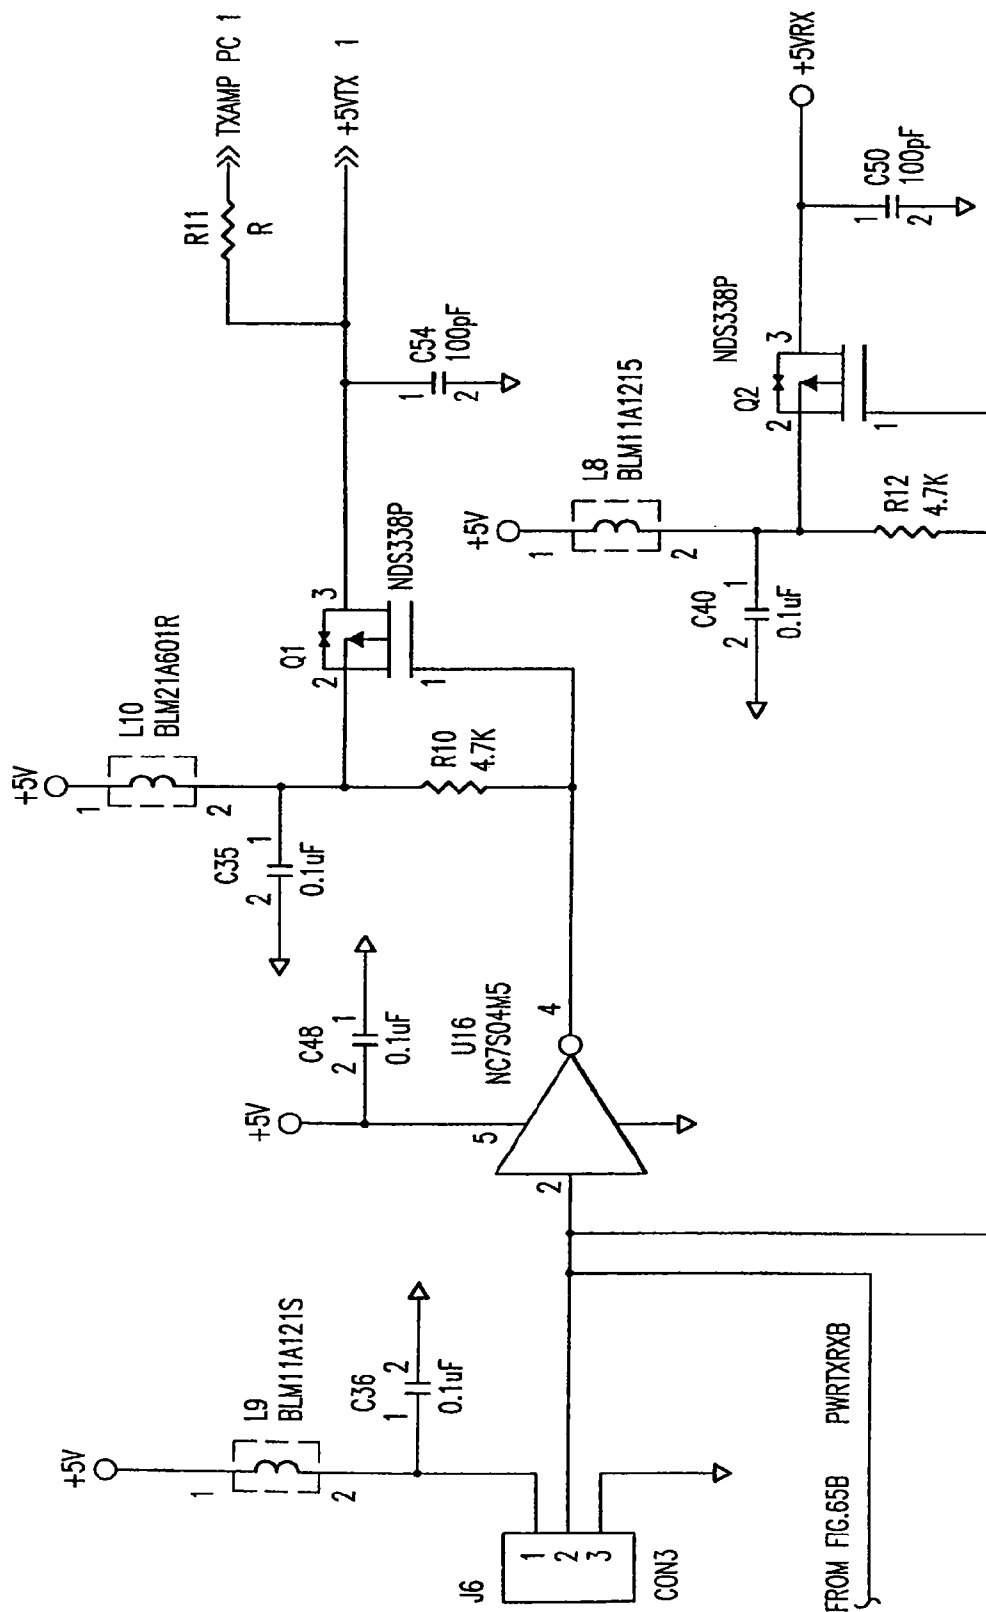 +5V
1
L9
BLM11A121S
2
C36
1
2
0.1uF
J6
1
2
3
CON3
FROM FIG.65B
PWRTXRXB
+5V
C48
2
1
0.1uF
5
U16
NC7S04M5
2
4
+5V
1
L10
BLM21A601R
2
C35
2
1
0.1uF
R10
4.7K
Q1
2
3
1
NDS338P
C54
100pF
1
2
R11
R
TXAMP PC 1
+5VTX 1
+5V
1
L8
BLM11A1215
2
C40
2
1
0.1uF
R12
4.7K
Q2
2
3
1
NDS338P
C50
100pF
1
2
+5VRX